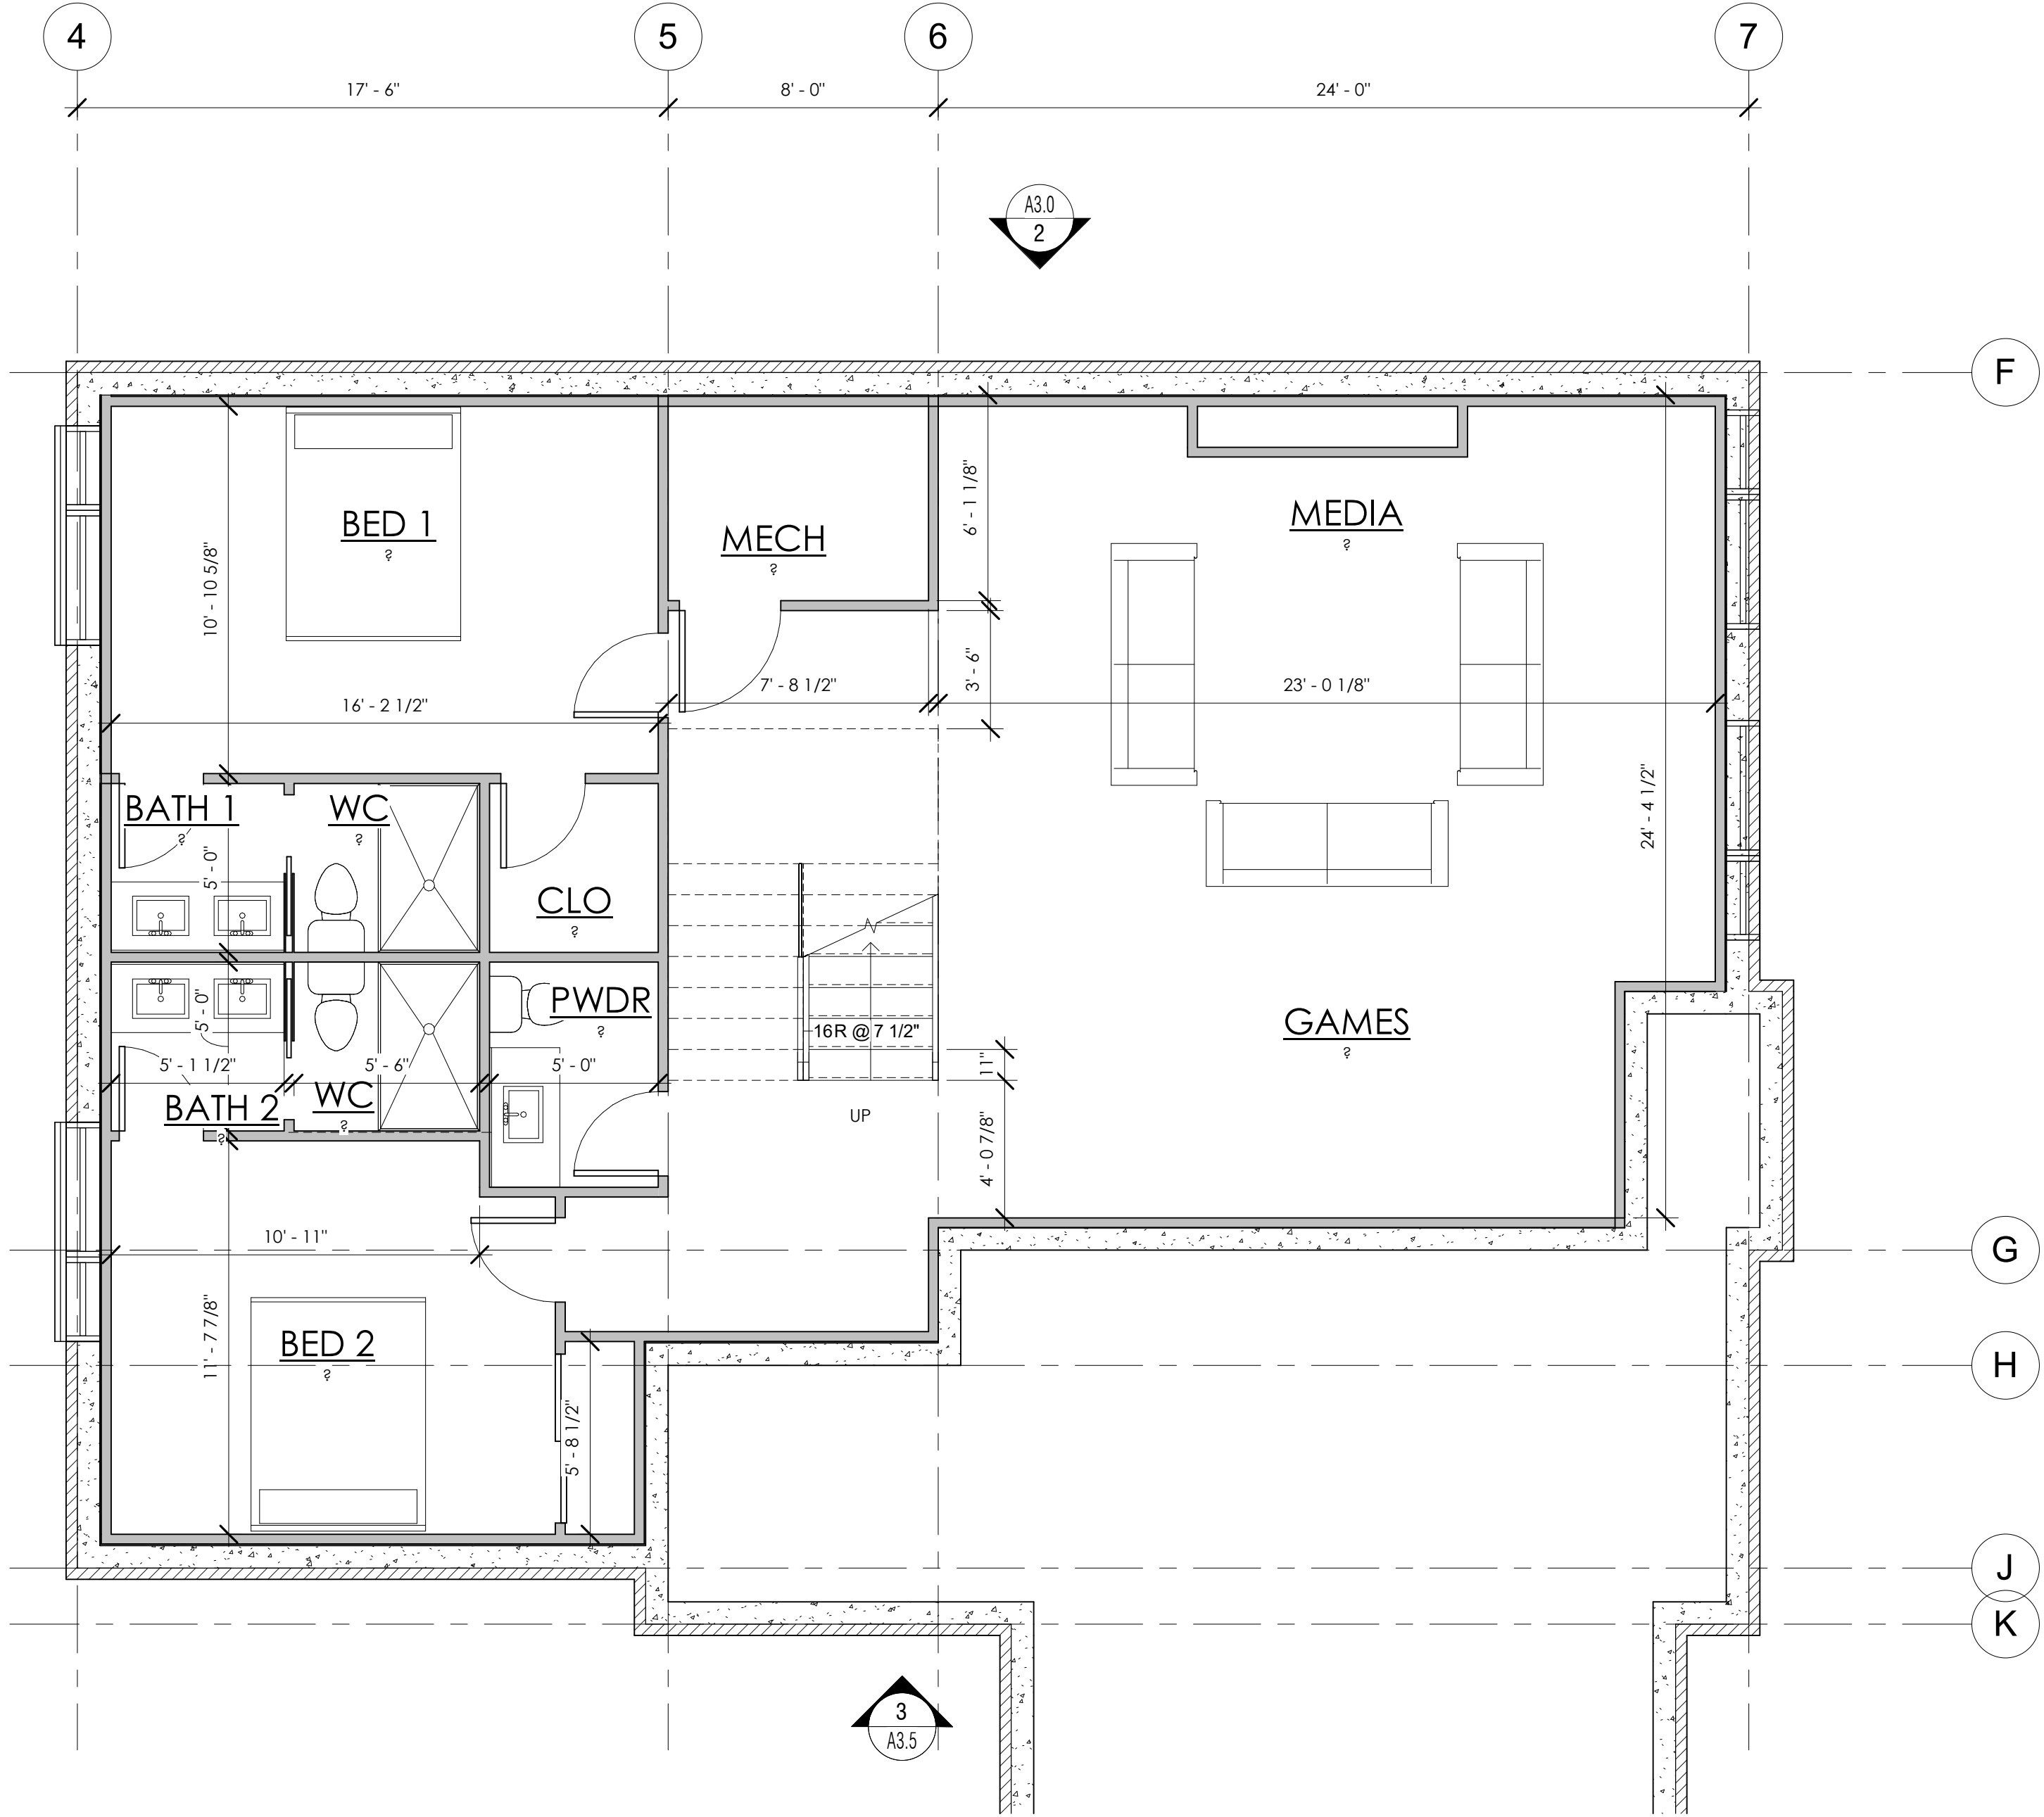 4
5
6
7
17' - 6"
8' - 0"
24' - 0"
A3.0
2
F
BED 1
?
MECH
?
MEDIA
?
6' - 1 1/8"
10' - 10 5/8"
3' - 6"
7' - 8 1/2"
23' - 0 1/8"
16' - 2 1/2"
24' - 4 1/2"
BATH 1
?
WC
?
5' - 0"
CLO
?
PWDR
?
5' - 0"
16R @ 7 1/2"
GAMES
?
5' - 1 1/2"
5' - 6"
5' - 0"
11"
BATH 2
?
WC
?
UP
4' - 0 7/8"
10' - 11"
G
11' - 7 7/8"
BED 2
?
H
5' - 8 1/2"
J
K
3
A3.5